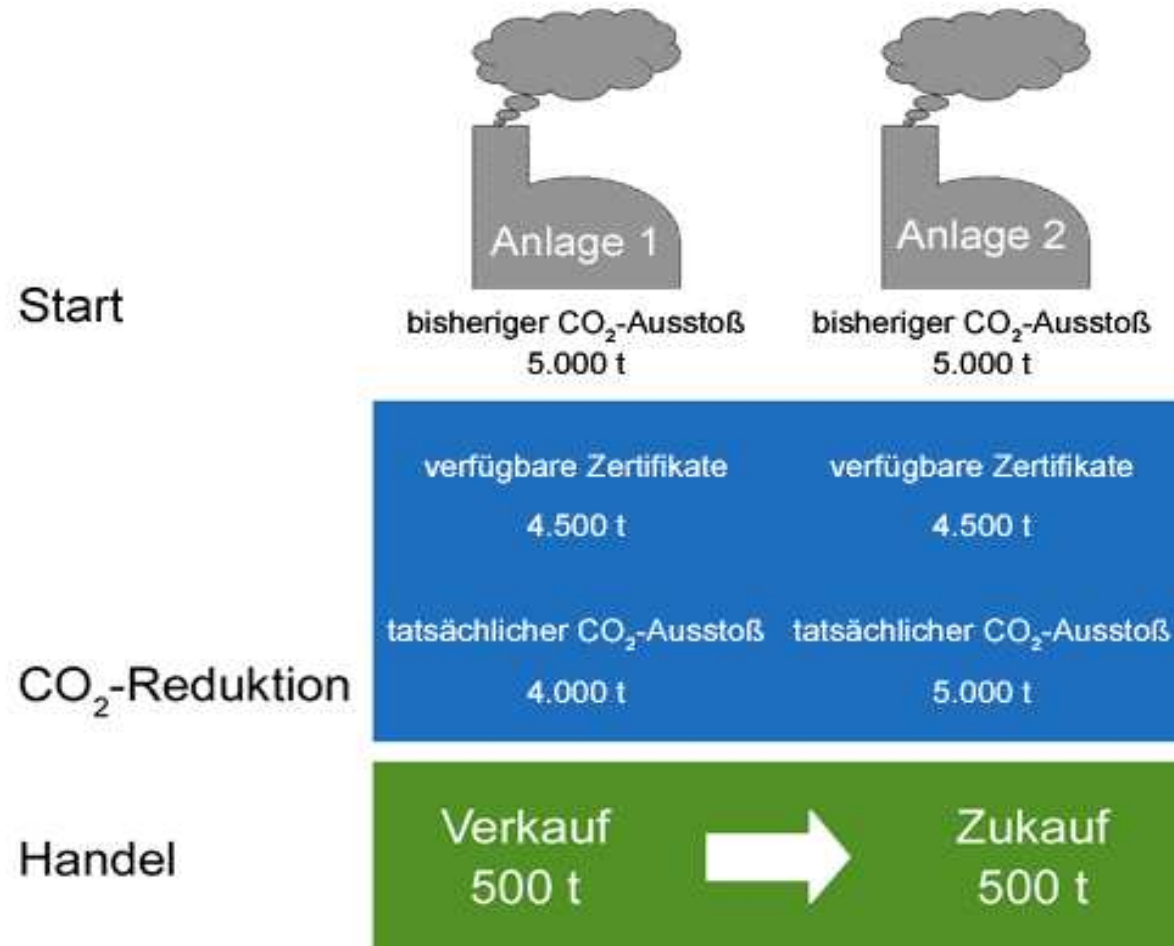 Anlage 1
Anlage 2
Start
bisheriger CO₂-Ausstoß
5.000 t
bisheriger CO₂-Ausstoß
5.000 t
verfügbare Zertifikate
4.500 t
verfügbare Zertifikate
4.500 t
CO₂-Reduktion
tatsächlicher CO₂-Ausstoß
4.000 t
tatsächlicher CO₂-Ausstoß
5.000 t
Handel
Verkauf
500 t
Zukauf
500 t